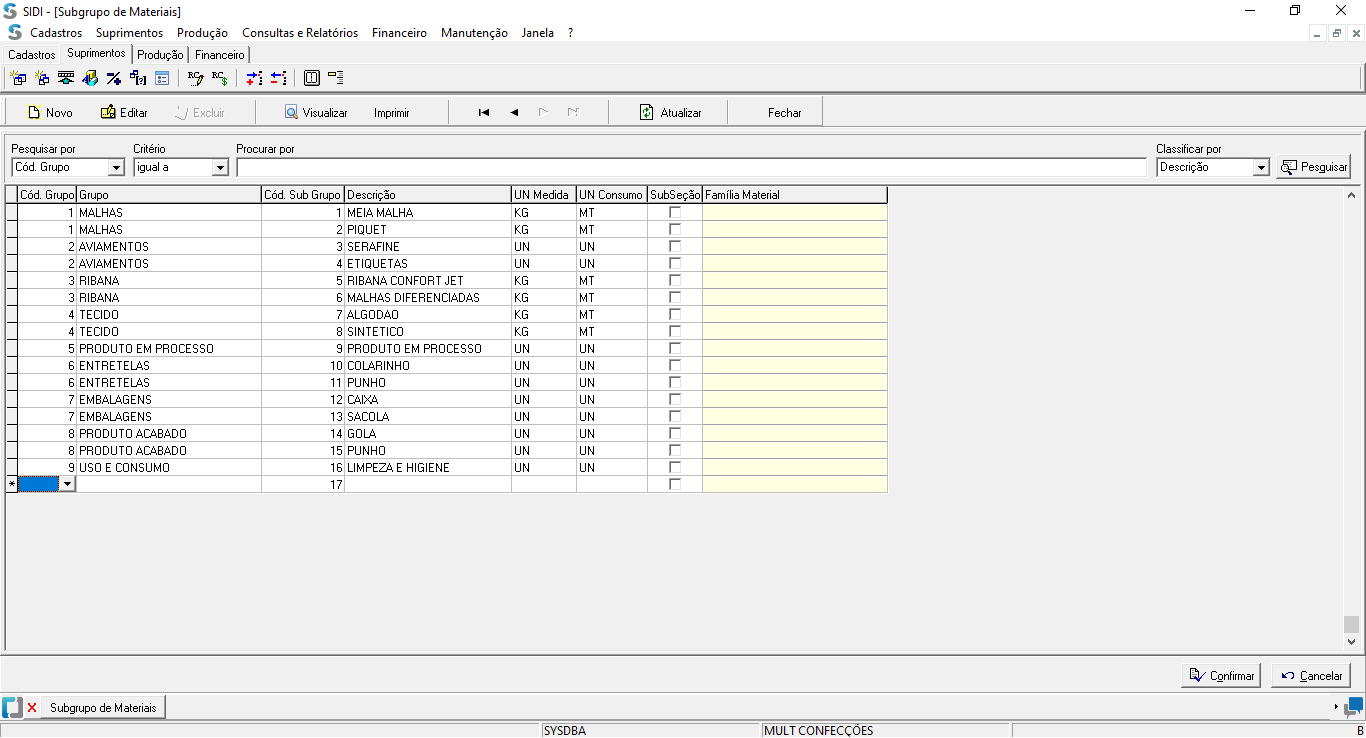 SIDI - [Subgrupo de Materiais]
Cadastros Suprimentos Produção Consultas e Relatórios Financeiro Manutenção Janela ?
Cadastros Suprimentos Produção Financeiro
Novo Editar Excluir Visualizar Imprimir Atualizar Fechar
Pesquisar por Critério Procurar por Classificar por
Cód. Grupo igual a Descrição Pesquisar
Cód. Grupo Grupo Cód. Sub Grupo Descrição UN Medida UN Consumo SubSeção Família Material
1 MALHAS 1 MEIA MALHA KG MT
1 MALHAS 2 PIQUET KG MT
2 AVIAMENTOS 3 SERAFINE UN UN
2 AVIAMENTOS 4 ETIQUETAS UN UN
3 RIBANA 5 RIBANA CONFORT JET KG MT
3 RIBANA 6 MALHAS DIFERENCIADAS KG MT
4 TECIDO 7 ALGODAO KG MT
4 TECIDO 8 SINTETICO KG MT
5 PRODUTO EM PROCESSO 9 PRODUTO EM PROCESSO UN UN
6 ENTRETELAS 10 COLARINHO UN UN
6 ENTRETELAS 11 PUNHO UN UN
7 EMBALAGENS 12 CAIXA UN UN
7 EMBALAGENS 13 SACOLA UN UN
8 PRODUTO ACABADO 14 GOLA UN UN
8 PRODUTO ACABADO 15 PUNHO UN UN
9 USO E CONSUMO 16 LIMPEZA E HIGIENE UN UN
* 17
Confirmar Cancelar
Subgrupo de Materiais
SYSDBA MULT CONFECÇÕES B